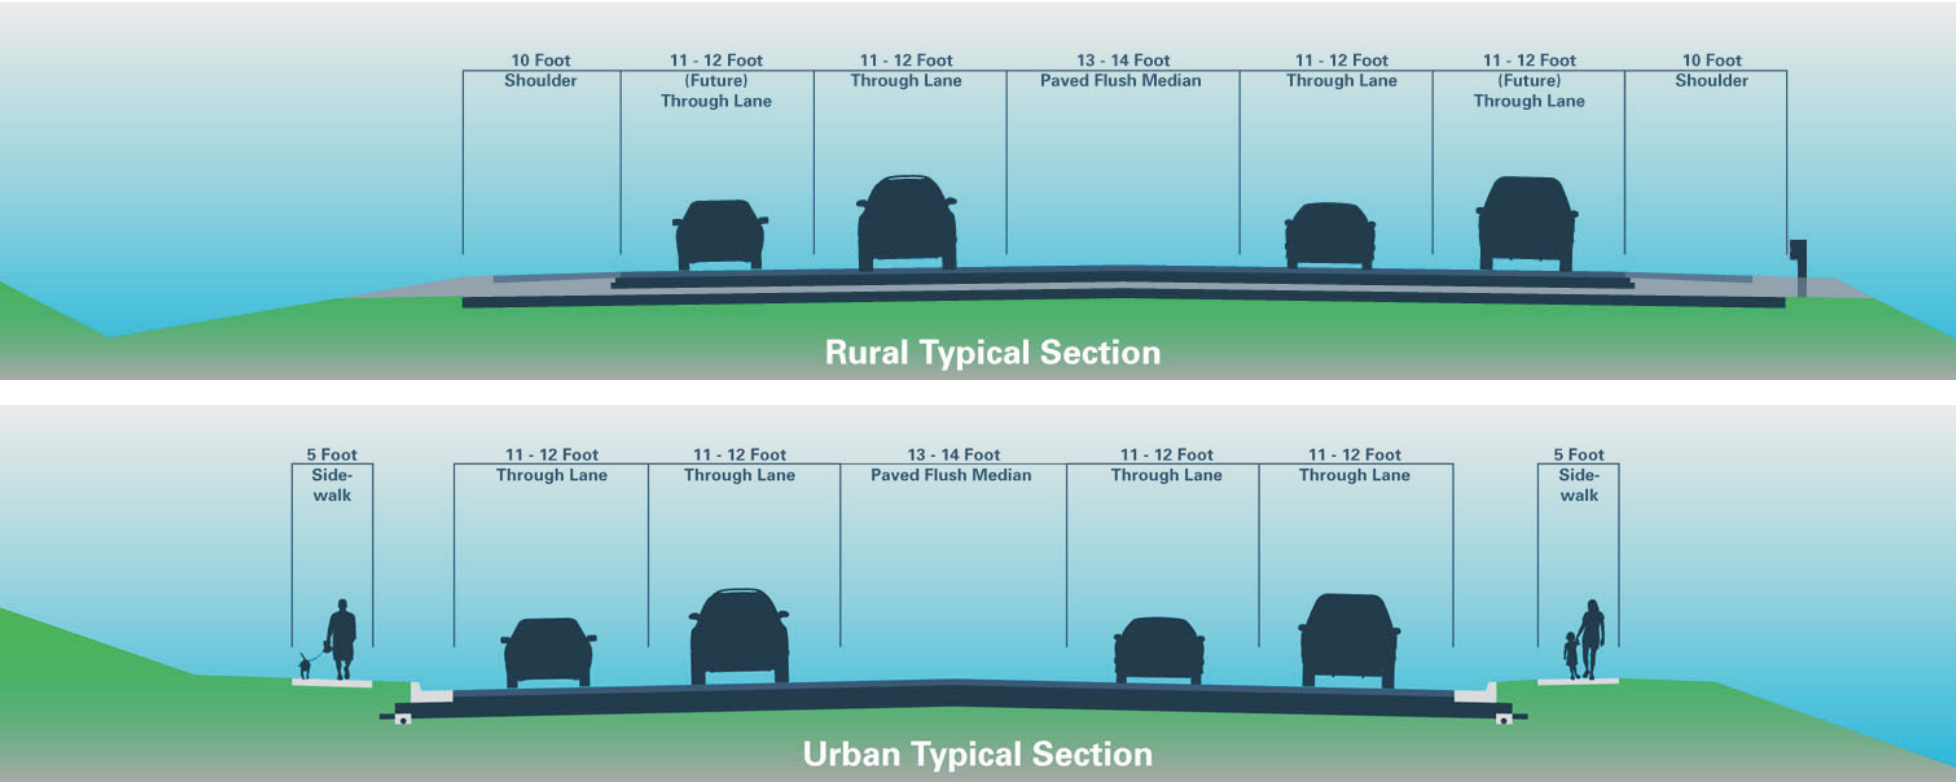 10 Foot
Shoulder
11 - 12 Foot
(Future)
Through Lane
11 - 12 Foot
Through Lane
13 - 14 Foot
Paved Flush Median
11 - 12 Foot
Through Lane
11 - 12 Foot
(Future)
Through Lane
10 Foot
Shoulder
Rural Typical Section
5 Foot
Side-
walk
11 - 12 Foot
Through Lane
11 - 12 Foot
Through Lane
13 - 14 Foot
Paved Flush Median
11 - 12 Foot
Through Lane
11 - 12 Foot
Through Lane
5 Foot
Side-
walk
Urban Typical Section